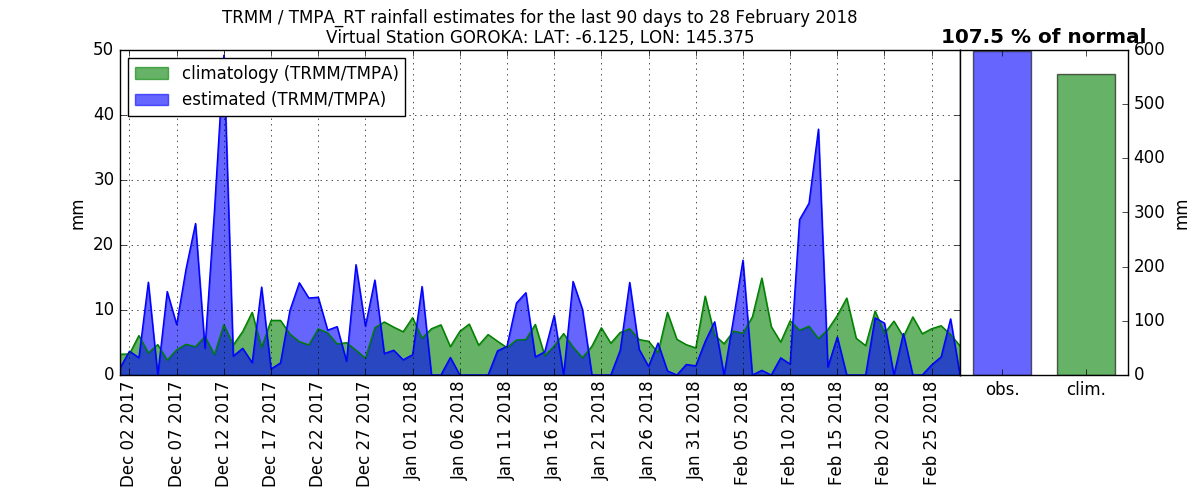 TRMM / TMPA_RT rainfall estimates for the last 90 days to 28 February 2018
Virtual Station GOROKA: LAT: -6.125, LON: 145.375
107.5 % of normal
climatology (TRMM/TMPA)
estimated (TRMM/TMPA)
50
40
30
20
10
0
mm
600
500
400
300
200
100
0
mm
Dec 02 2017
Dec 07 2017
Dec 12 2017
Dec 17 2017
Dec 22 2017
Dec 27 2017
Jan 01 2018
Jan 06 2018
Jan 11 2018
Jan 16 2018
Jan 21 2018
Jan 26 2018
Jan 31 2018
Feb 05 2018
Feb 10 2018
Feb 15 2018
Feb 20 2018
Feb 25 2018
obs.
clim.